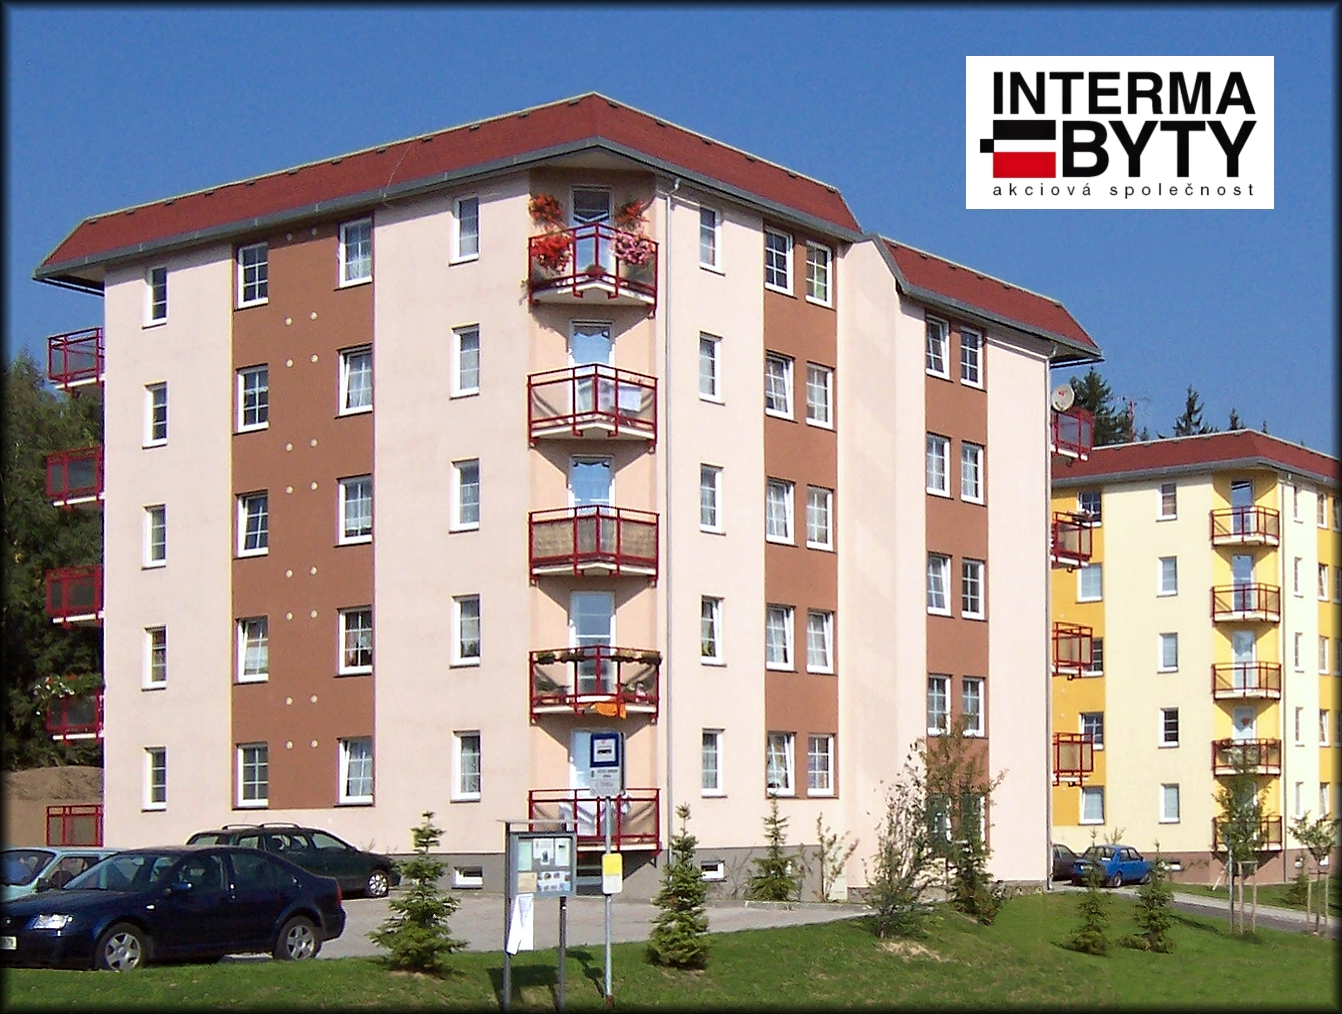 INTERMA
BYTY
akciová společnost